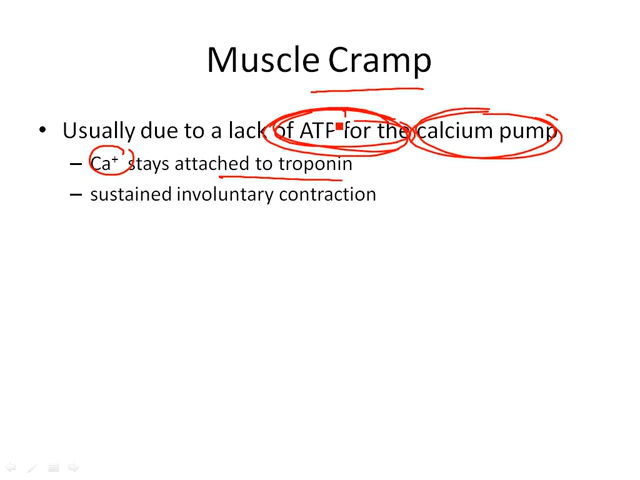 Muscle Cramp
• Usually due to a lack of ATP for the calcium pump
– Ca⁺ stays attached to troponin
– sustained involuntary contraction